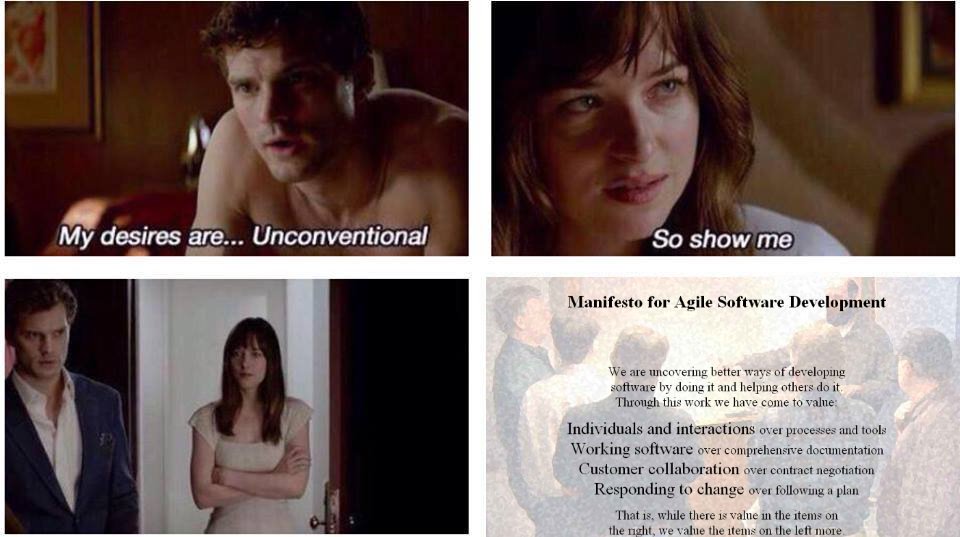 My desires are... Unconventional
So show me
Manifesto for Agile Software Development
We are uncovering better ways of developing
software by doing it and helping others do it.
Through this work we have come to value:
Individuals and interactions over processes and tools
Working software over comprehensive documentation
Customer collaboration over contract negotiation
Responding to change over following a plan
That is, while there is value in the items on
the right, we value the items on the left more.